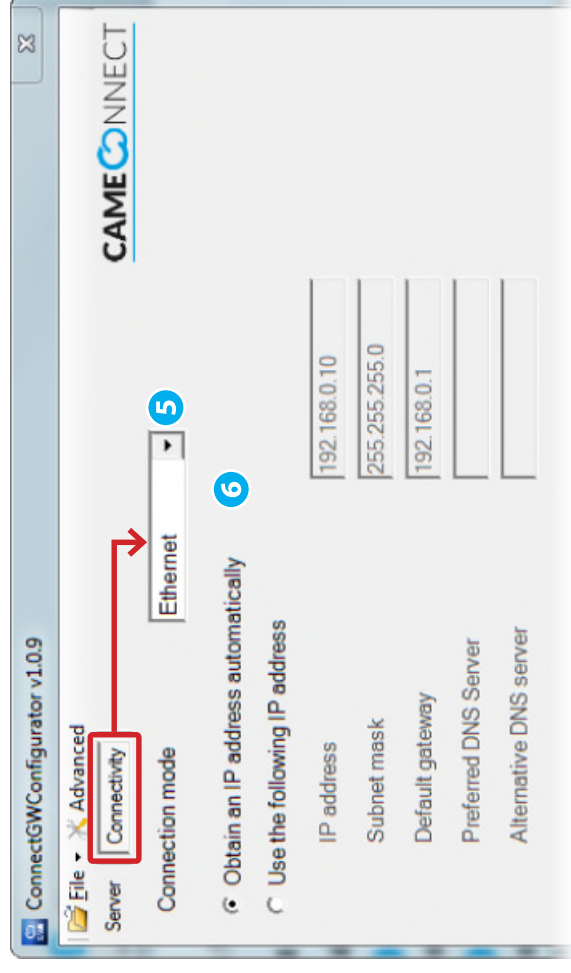 ConnectGWConfigurator v1.0.9
File Advanced
Server Connectivity
CAMECONNECT
Connection mode Ethernet 5
Obtain an IP address automatically 6
Use the following IP address
IP address 192.168.0.10
Subnet mask 255.255.255.0
Default gateway 192.168.0.1
Preferred DNS Server
Alternative DNS server